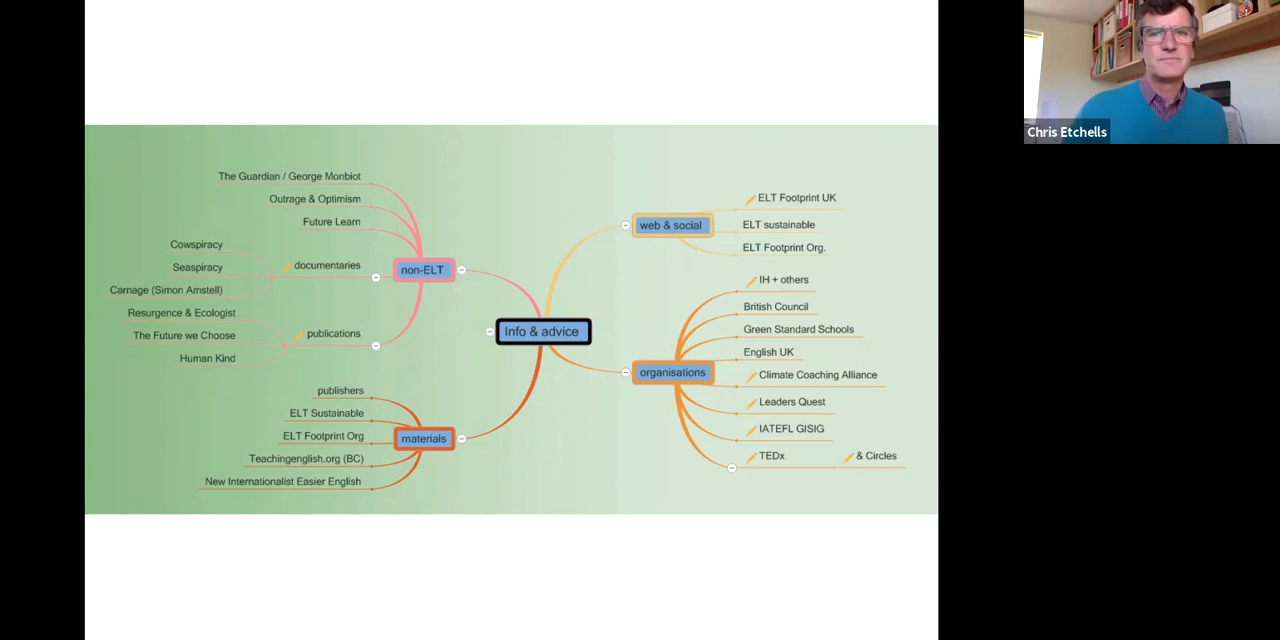 Chris Etchells
Info & advice
non-ELT
The Guardian / George Monbiot
Outrage & Optimism
Future Learn
documentaries
Cowspiracy
Seaspiracy
Carnage (Simon Amstell)
publications
Resurgence & Ecologist
The Future we Choose
Human Kind
materials
publishers
ELT Sustainable
ELT Footprint Org
Teachingenglish.org (BC)
New Internationalist Easier English
web & social
ELT Footprint UK
ELT sustainable
ELT Footprint Org.
organisations
IH + others
British Council
Green Standard Schools
English UK
Climate Coaching Alliance
Leaders Quest
IATEFL GISIG
TEDx
& Circles